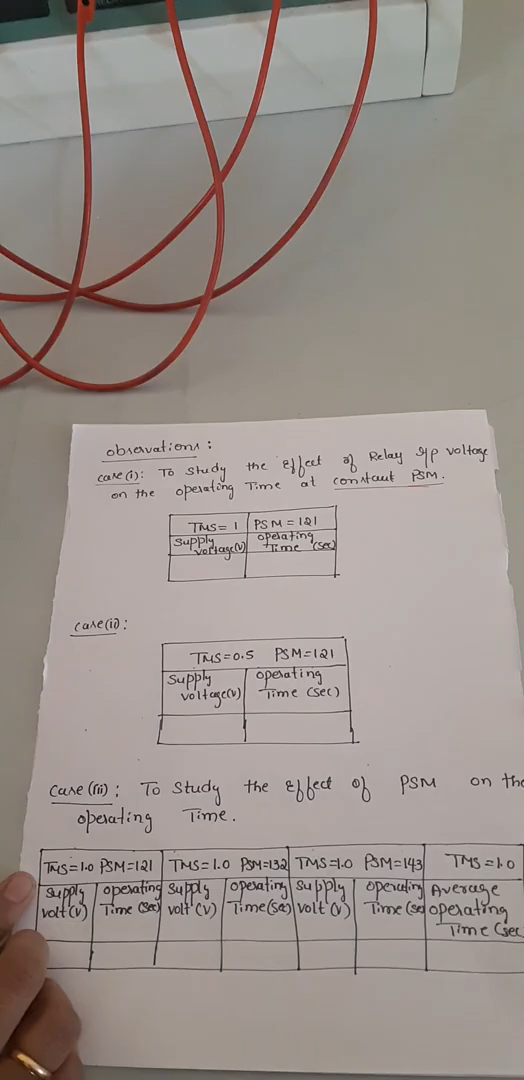 observations:
case(i): To study the effect of Relay I/p voltage
on the operating Time at constant PSM.
TMS=1 PSM=121
supply voltage(v) operating Time (sec)
case(ii):
TMS=0.5 PSM=121
supply voltage(v) operating Time (sec)
case(iii): To study the effect of PSM on the
operating Time.
TMS=1.0 PSM=121 TMS=1.0 PSM=132 TMS=1.0 PSM=143 TMS=1.0
supply operating supply operating supply operating Average
volt(v) Time(sec) volt(v) Time(sec) volt(v) Time(sec operating
Time(sec